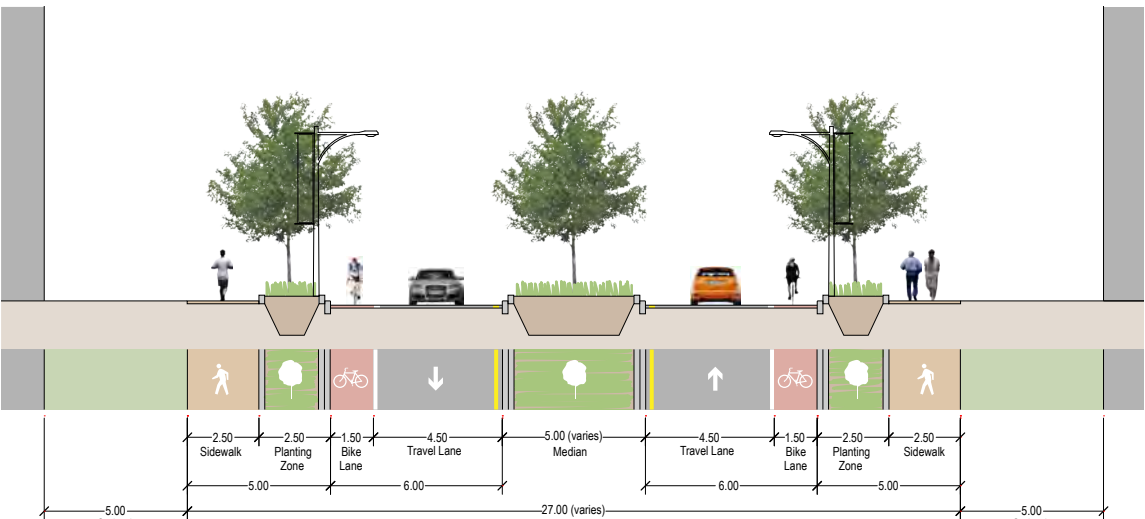 2.50 2.50 1.50 4.50 5.00 (varies) 4.50 1.50 2.50 2.50
Sidewalk Planting Bike Travel Lane Median Travel Lane Bike Planting Sidewalk
Zone Lane Lane Zone
5.00 6.00 6.00 5.00
5.00 27.00 (varies) 5.00